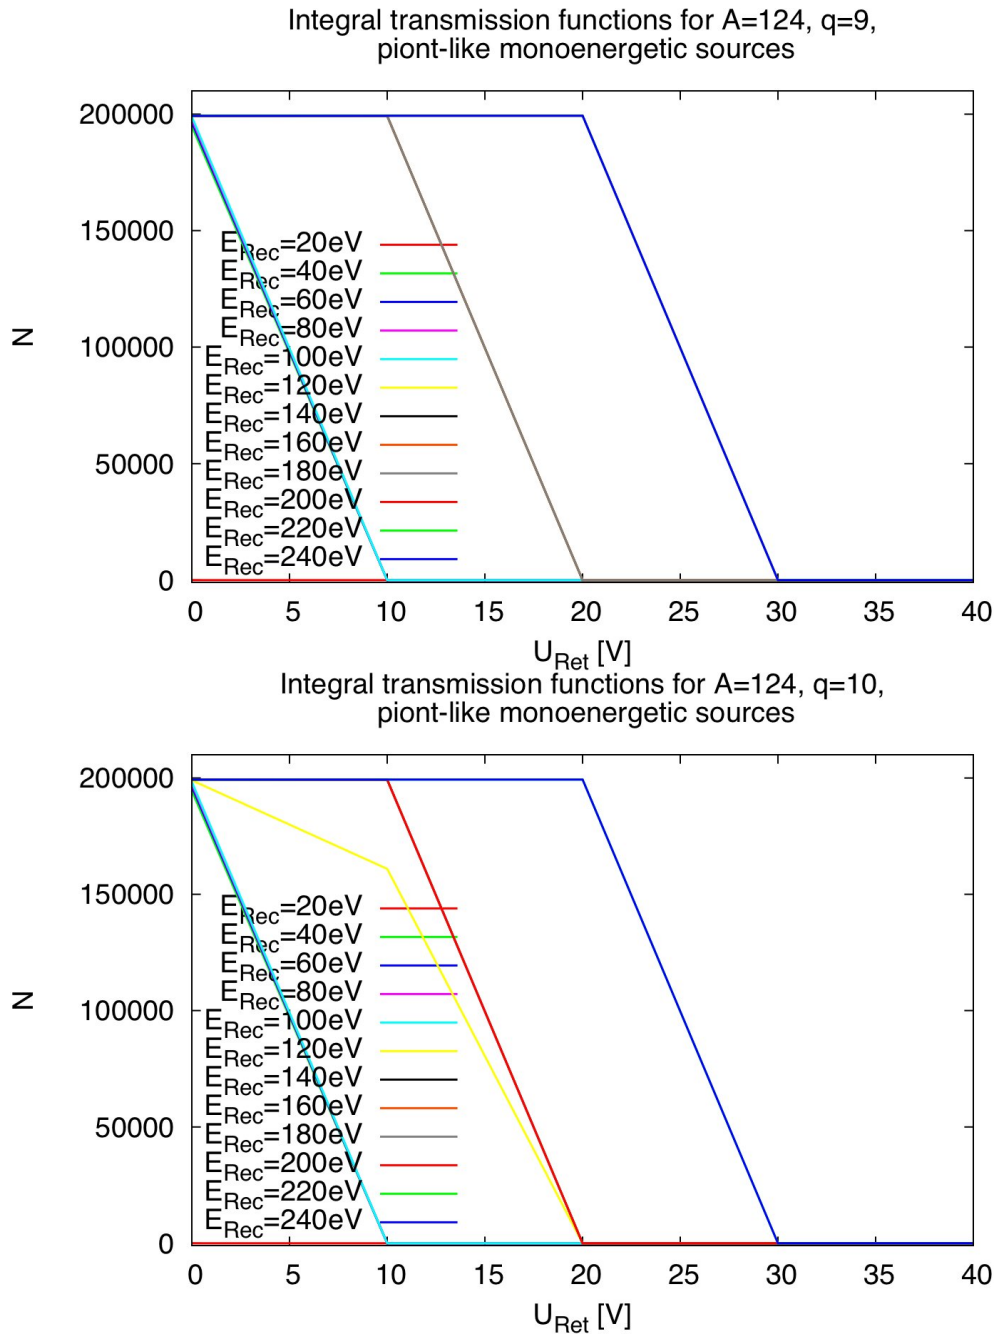 Integral transmission functions for A=124, q=9,
piont-like monoenergetic sources
200000
150000
100000
50000
0
N
E_Rec=20eV
E_Rec=40eV
E_Rec=60eV
E_Rec=80eV
E_Rec=100eV
E_Rec=120eV
E_Rec=140eV
E_Rec=160eV
E_Rec=180eV
E_Rec=200eV
E_Rec=220eV
E_Rec=240eV
0 5 10 15 20 25 30 35 40
U_Ret [V]
Integral transmission functions for A=124, q=10,
piont-like monoenergetic sources
200000
150000
100000
50000
0
N
E_Rec=20eV
E_Rec=40eV
E_Rec=60eV
E_Rec=80eV
E_Rec=100eV
E_Rec=120eV
E_Rec=140eV
E_Rec=160eV
E_Rec=180eV
E_Rec=200eV
E_Rec=220eV
E_Rec=240eV
0 5 10 15 20 25 30 35 40
U_Ret [V]